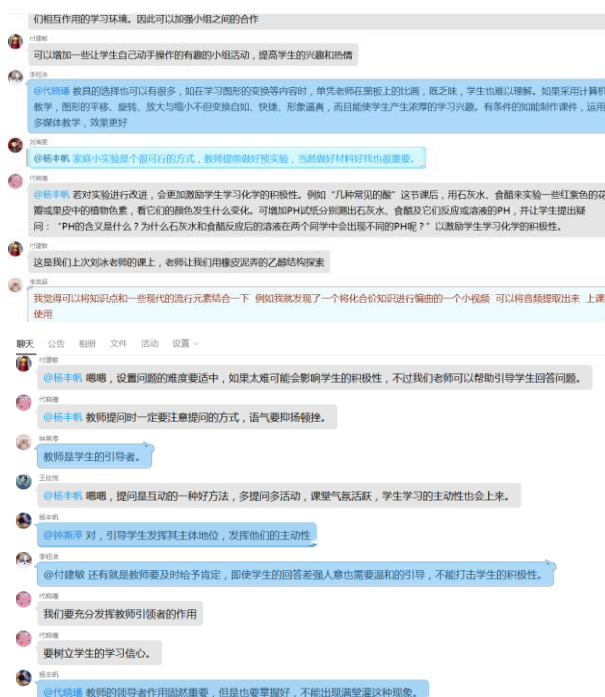 们相互作用的学习环境。因此可以加强小组之间的合作
付建敏
可以增加一些让学生自己动手操作的有趣的小组活动，提高学生的兴趣和热情
@代晓璠 教具的选择也可以有很多，如在学习图形的变换等内容时，单凭老师在黑板上的比画，既乏味，学生也难以理解。如果采用计算机
教学，图形的平移、旋转、放大与缩小不但变换自如、快捷、形象逼真，而且能使学生产生浓厚的学习兴趣。有条件的如能制作课件，运用
多媒体教学，效果更好
@杨丰帆 家庭小实验是个很可行的方式，教师提前做好预实验，当然做好材料好找也很重要。
代晓璠
@杨丰帆 若对实验进行改进，会更加激励学生学习化学的积极性。例如“几种常见的酸”这节课后，用石灰水、食醋来实验一些红紫色的花
瓣或果皮中的植物色素，看它们的颜色发生什么变化。可增加PH试纸分别测出石灰水、食醋及它们反应或溶液的PH，并让学生提出疑
问：“PH的含义是什么？为什么石灰水和食醋反应后的溶液在两个同学中会出现不同的PH呢？”以激励学生学习化学的积极性。
付建敏
这是我们上次刘冰老师的课上，老师让我们用橡皮泥弄的乙醇结构探索
我觉得可以将知识点和一些现代的流行元素结合一下 例如我就发现了一个将化合价知识进行编曲的一个小视频 可以将音频提取出来 上课
使用
聊天 公告 相册 文件 活动 设置
付建敏
@杨丰帆 嗯嗯，设置问题的难度要适中，如果太难可能会影响学生的积极性，不过我们老师可以帮助引导学生回答问题。
代晓璠
@杨丰帆 教师提问时一定要注意提问的方式，语气要抑扬顿挫。
教师是学生的引导者。
@杨丰帆 嗯嗯，提问是互动的一种好方法，多提问多活动，课堂气氛活跃，学生学习的主动性也会上来。
杨丰帆
@钟斯渟 对，引导学生发挥其主体地位，发挥他们的主动性
@付建敏 还有就是教师要及时给予肯定，即使学生的回答差强人意也需要温和的引导，不能打击学生的积极性。
代晓璠
我们要充分发挥教师引领者的作用
代晓璠
要树立学生的学习信心。
杨丰帆
@代晓璠 教师的领导者作用固然重要，但是也要掌握好，不能出现满堂灌这种现象。